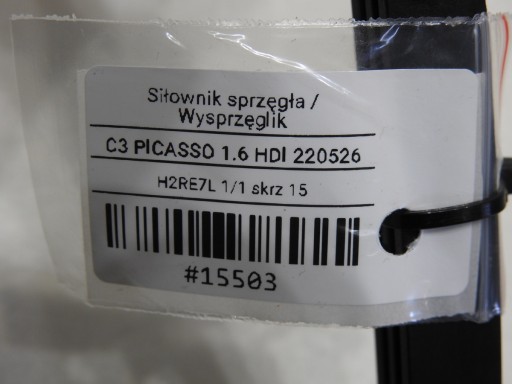 Siłownik sprzęgła /
Wysprzęglik
C3 PICASSO 1.6 HDI 220526
H2RE7L 1/1 skrz 15
#15503